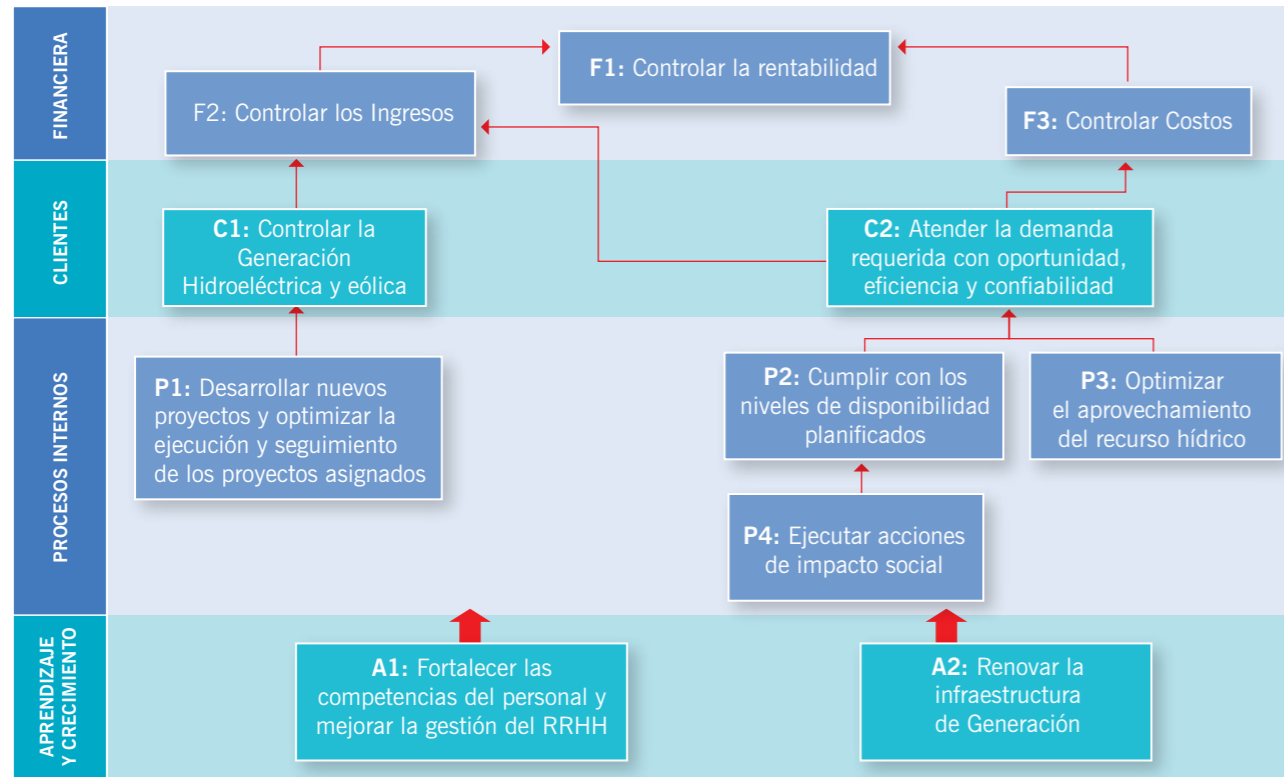 FINANCIERA
F1: Controlar la rentabilidad
F2: Controlar los Ingresos
F3: Controlar Costos
CLIENTES
C1: Controlar la
Generación
Hidroeléctrica y eólica
C2: Atender la demanda
requerida con oportunidad,
eficiencia y confiabilidad
PROCESOS INTERNOS
P1: Desarrollar nuevos
proyectos y optimizar la
ejecución y seguimiento
de los proyectos asignados
P2: Cumplir con los
niveles de disponibilidad
planificados
P3: Optimizar
el aprovechamiento
del recurso hídrico
P4: Ejecutar acciones
de impacto social
APRENDIZAJE
Y CRECIMIENTO
A1: Fortalecer las
competencias del personal y
mejorar la gestión del RRHH
A2: Renovar la
infraestructura
de Generación